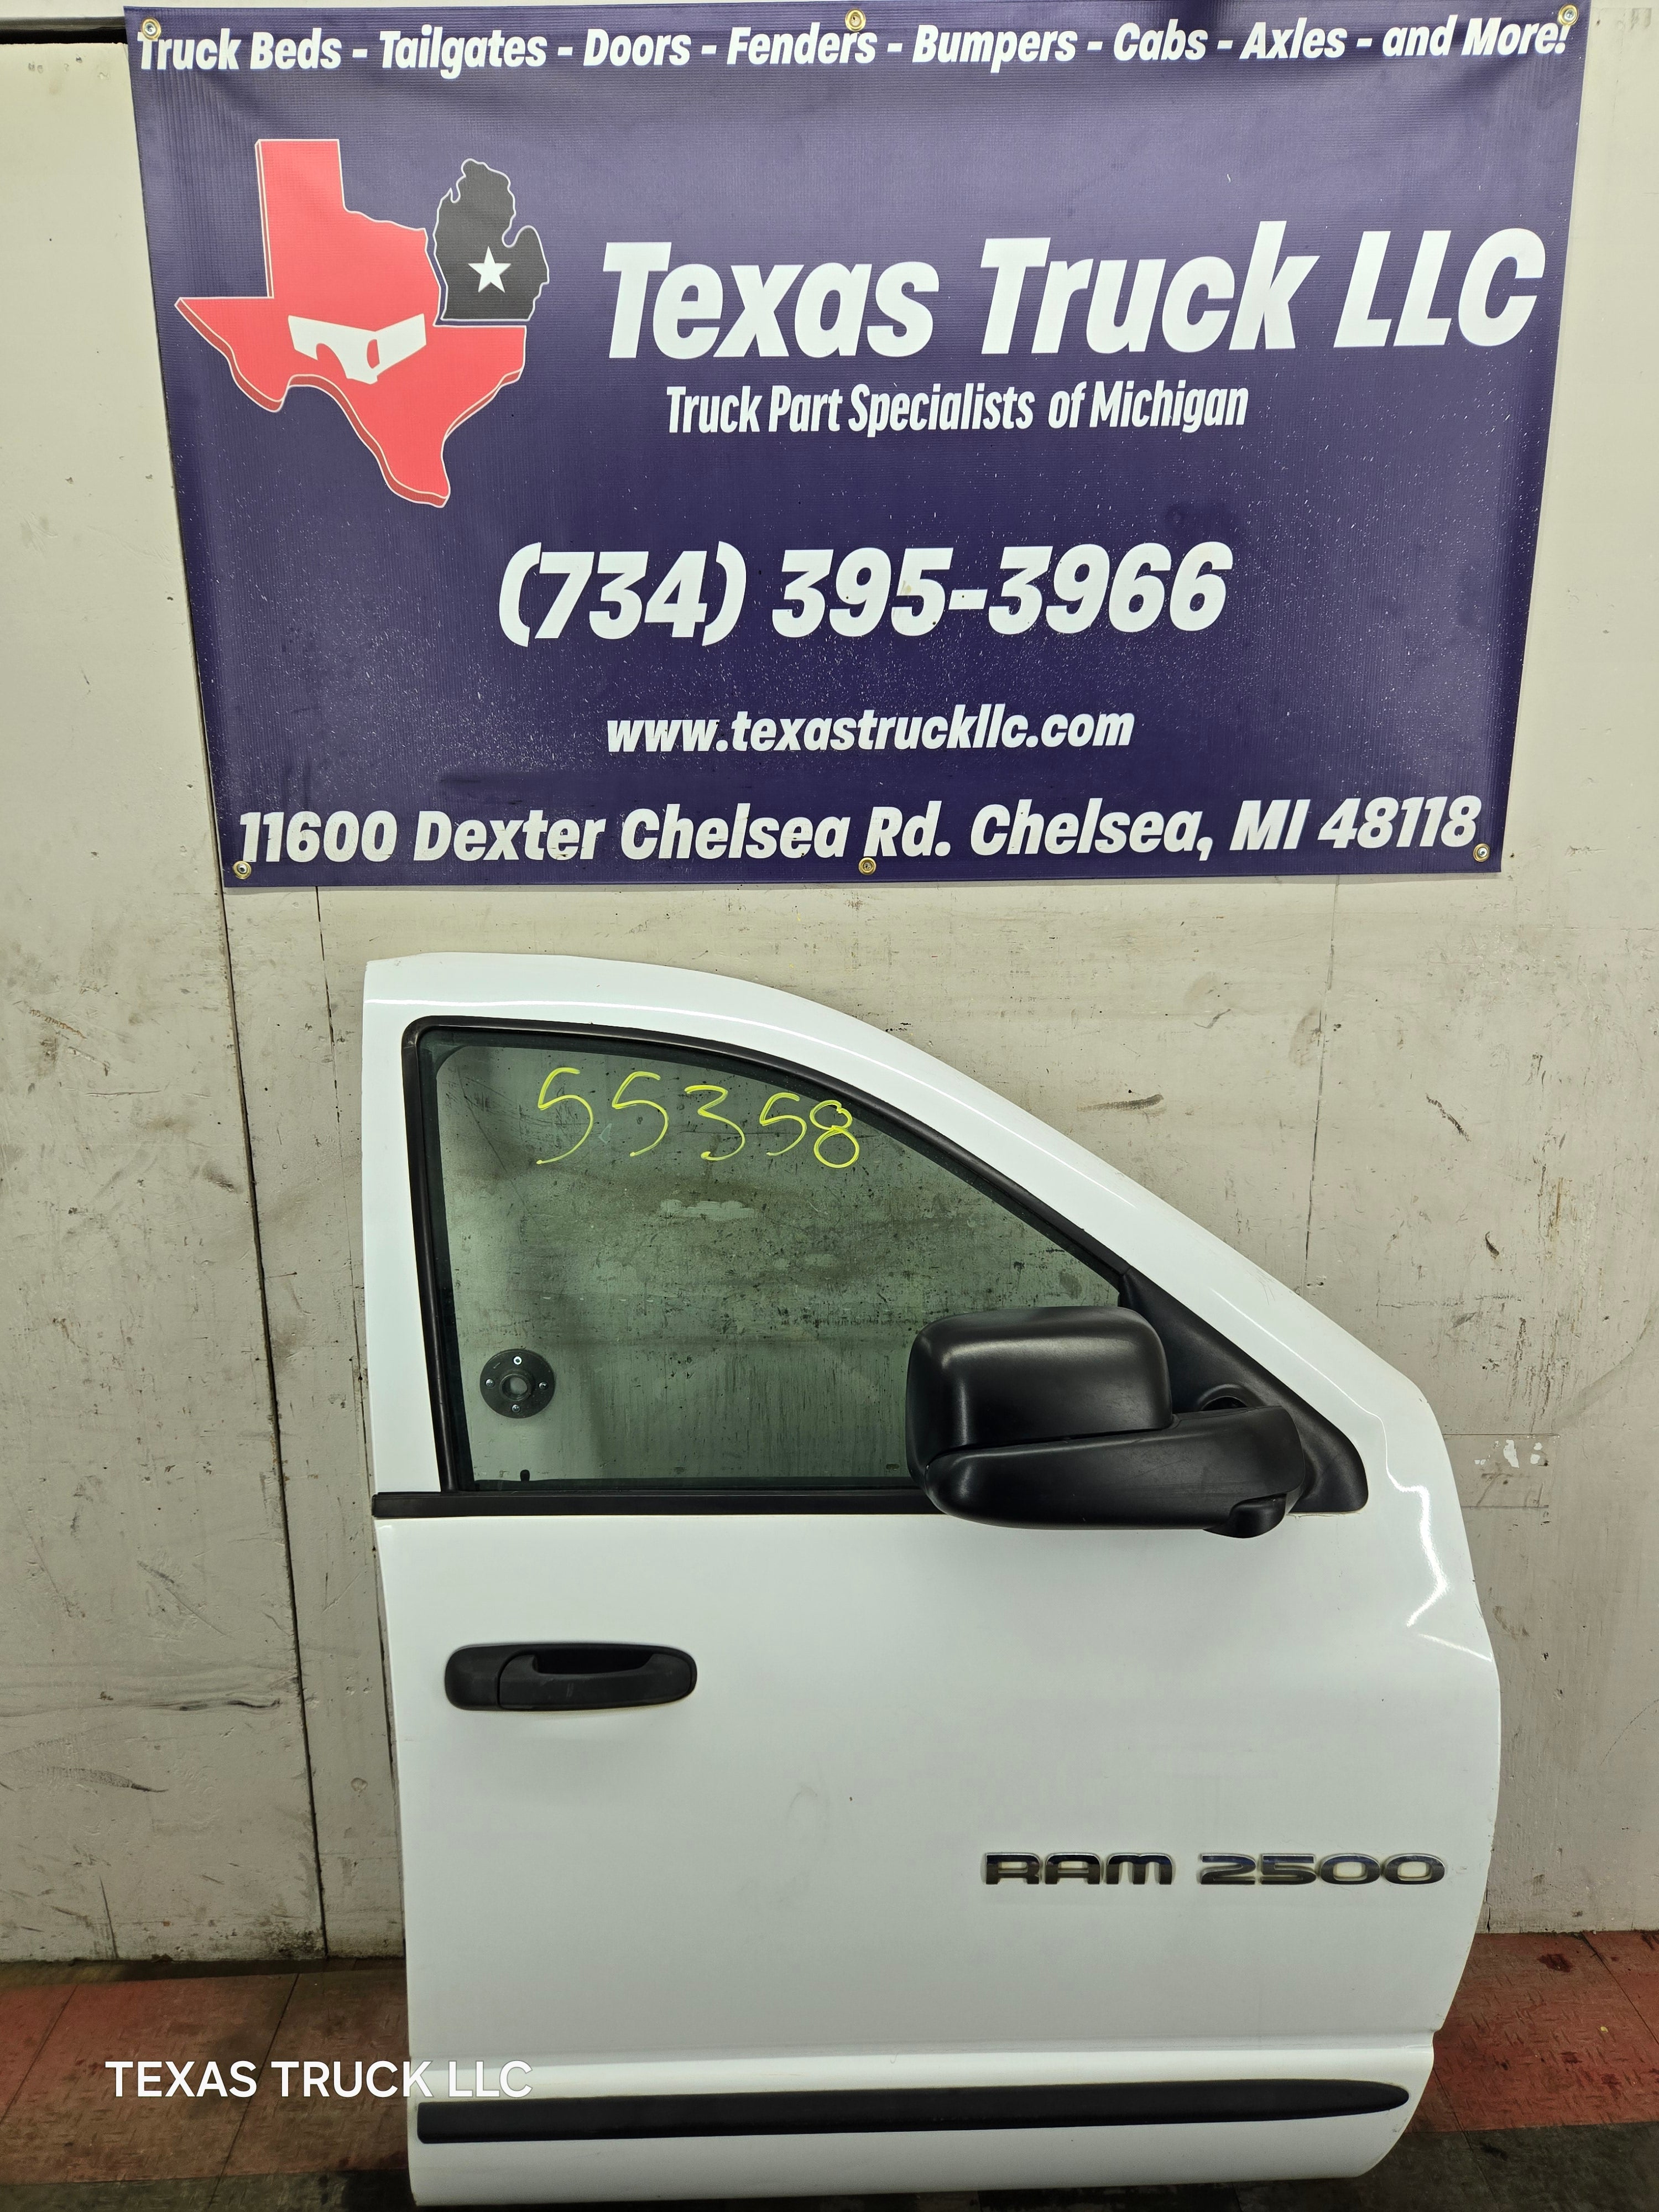 Truck Beds - Tailgates - Doors - Fenders - Bumpers - Cabs - Axles - and More!
Texas Truck LLC
Truck Part Specialists of Michigan
(734) 395-3966
www.texastruckllc.com
11600 Dexter Chelsea Rd. Chelsea, MI 48118
55358
RAM 2500
TEXAS TRUCK LLC